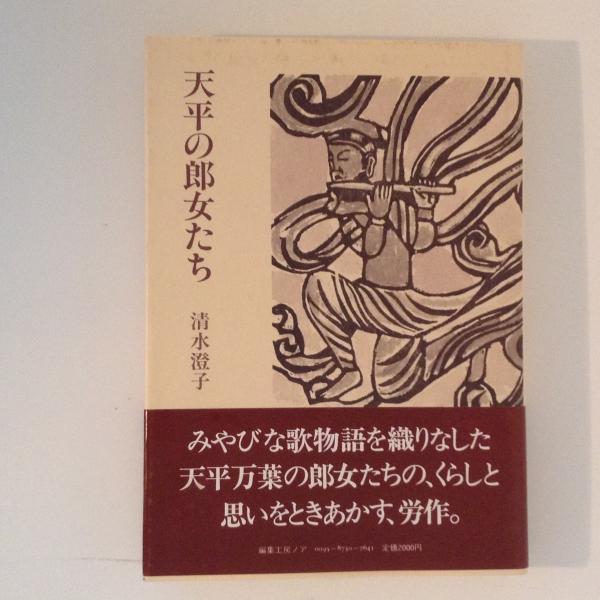 天平の郎女たち
清水澄子
みやびな歌物語を織りなした
天平万葉の郎女たちの、くらしと
思いをときあかす、労作。
編集工房ノア 0095-8730-7641 定価2000円